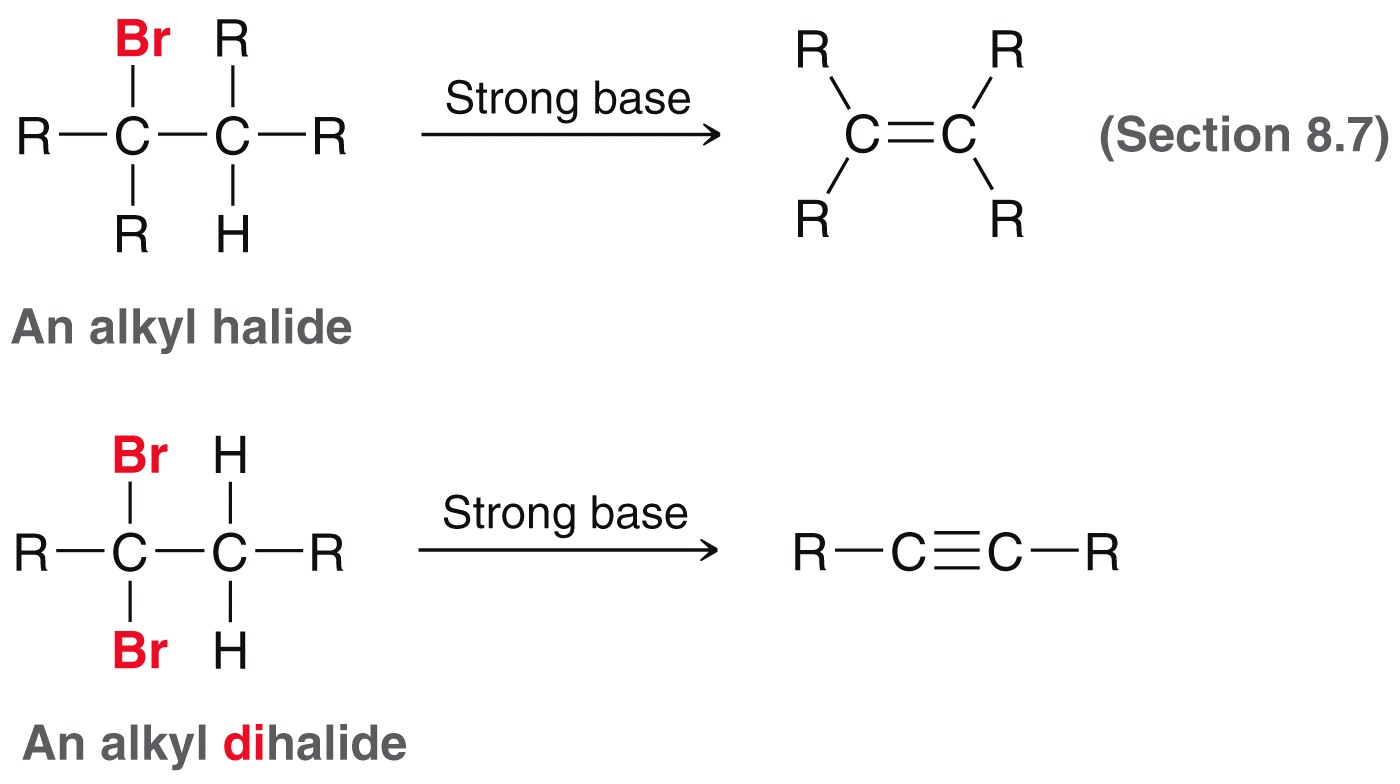 Br R
R—C—C—R
R H
Strong base
R R
C=C
R R
(Section 8.7)
An alkyl halide
Br H
R—C—C—R
Br H
Strong base
R—C≡C—R
An alkyl dihalide